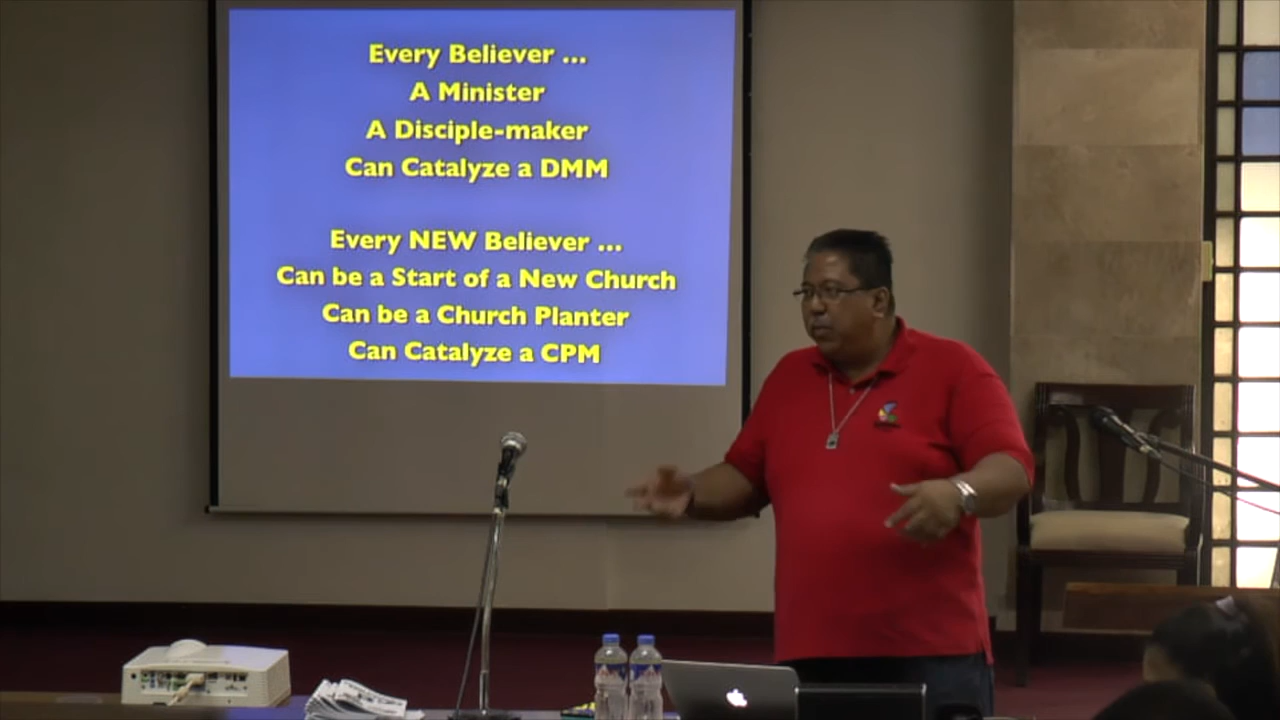 Every Believer ...
A Minister
A Disciple-maker
Can Catalyze a DMM
Every NEW Believer ...
Can be a Start of a New Church
Can be a Church Planter
Can Catalyze a CPM